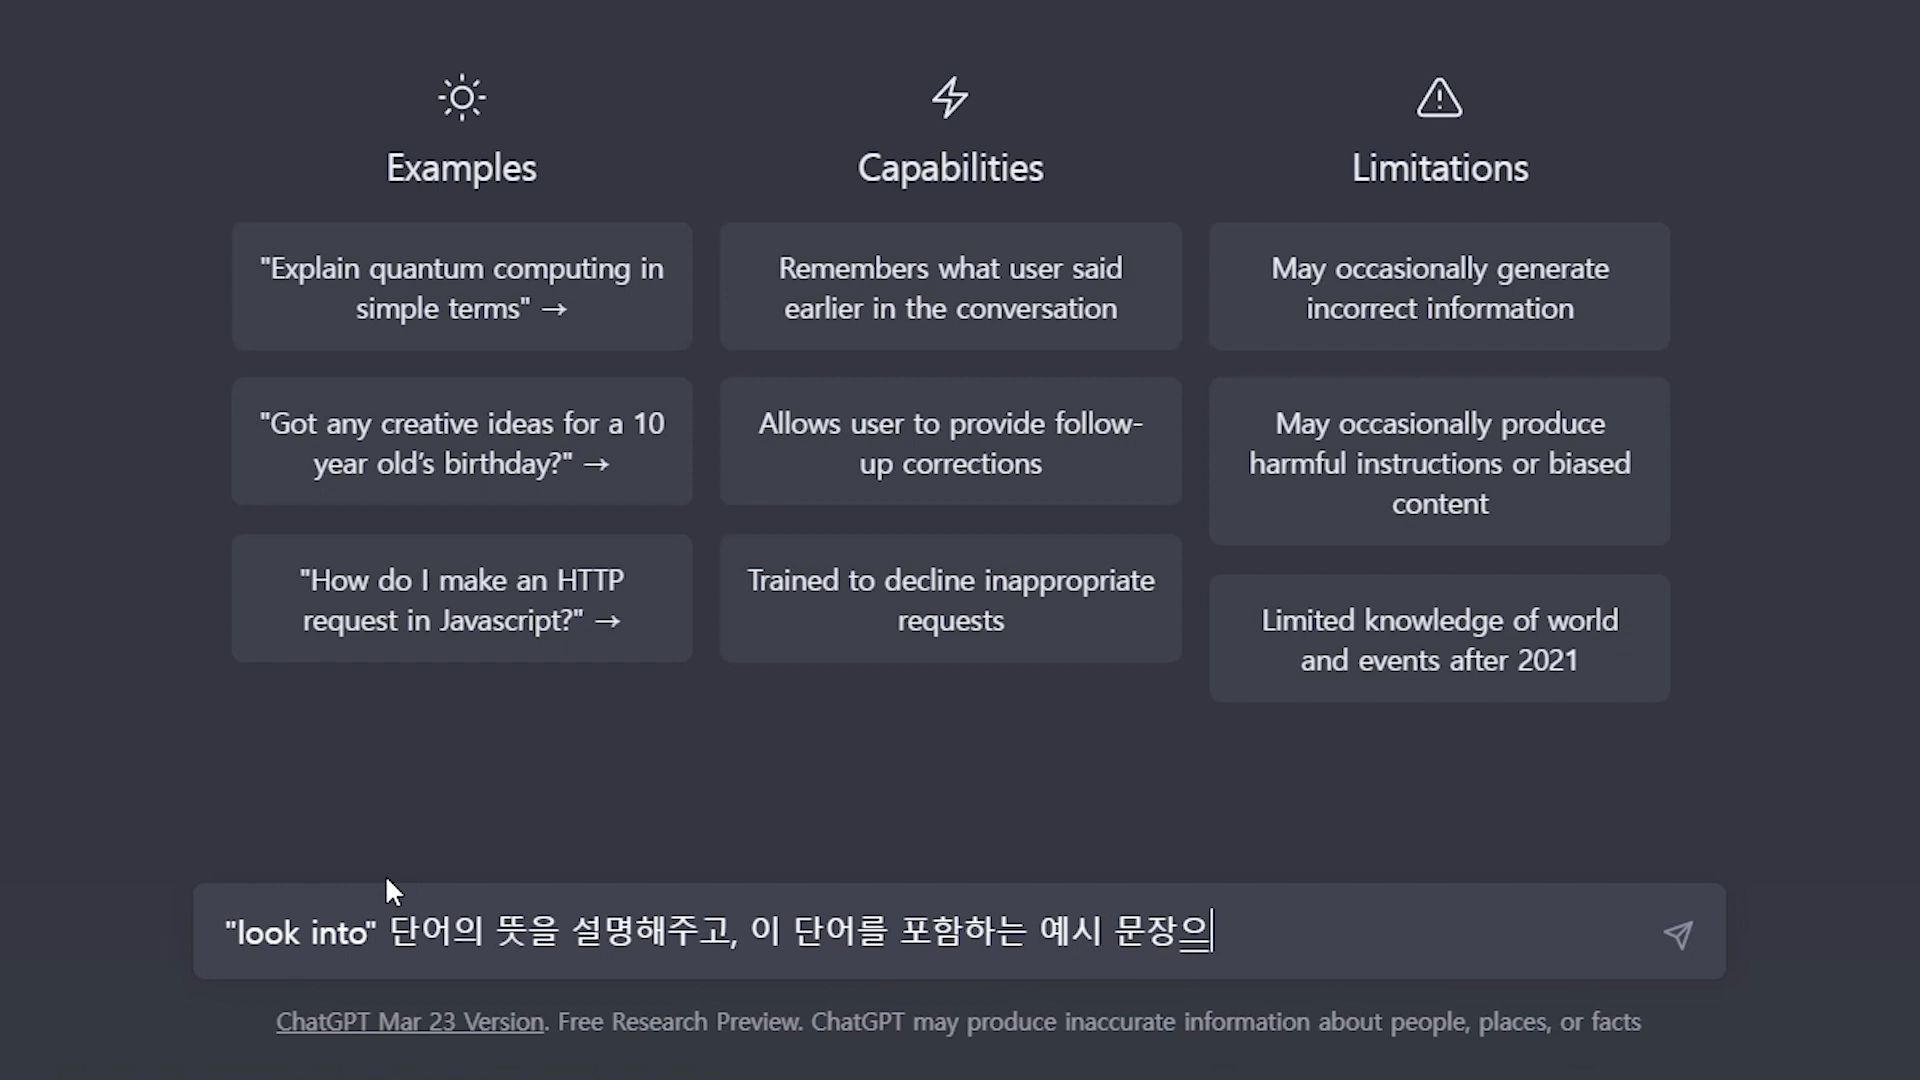 Examples
"Explain quantum computing in
simple terms" →
"Got any creative ideas for a 10
year old's birthday?" →
"How do I make an HTTP
request in Javascript?" →
Capabilities
Remembers what user said
earlier in the conversation
Allows user to provide follow-
up corrections
Trained to decline inappropriate
requests
Limitations
May occasionally generate
incorrect information
May occasionally produce
harmful instructions or biased
content
Limited knowledge of world
and events after 2021
"look into" 단어의 뜻을 설명해주고, 이 단어를 포함하는 예시 문장으
ChatGPT Mar 23 Version. Free Research Preview. ChatGPT may produce inaccurate information about people, places, or facts